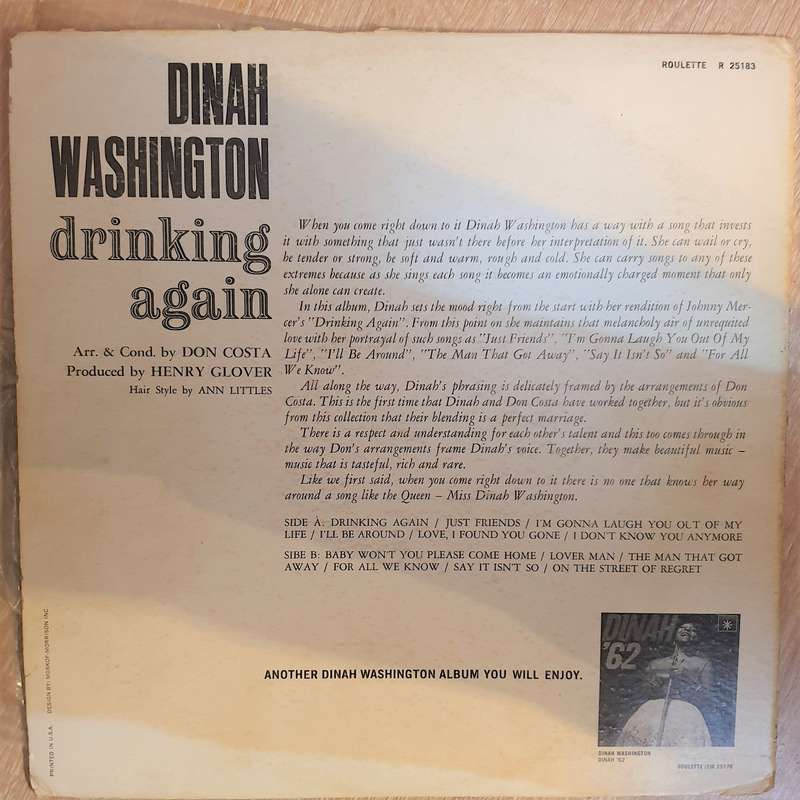 ROULETTE R 25183
DINAH
WASHINGTON
drinking
again
Arr. & Cond. by DON COSTA
Produced by HENRY GLOVER
Hair Style by ANN LITTLES
When you come right down to it Dinah Washington has a way with a song that invests
it with something that just wasn't there before her interpretation of it. She can wail or cry,
be tender or strong, be soft and warm, rough and cold. She can carry songs to any of these
extremes because as she sings each song it becomes an emotionally charged moment that only
she alone can create.
In this album, Dinah sets the mood right from the start with her rendition of Johnny Mer-
cer's "Drinking Again". From this point on she maintains that melancholy air of unrequited
love with her portrayal of such songs as "Just Friends", "I'm Gonna Laugh You Out Of My
Life", "I'll Be Around", "The Man That Got Away", "Say It Isn't So" and "For All
We Know".
All along the way, Dinah's phrasing is delicately framed by the arrangements of Don
Costa. This is the first time that Dinah and Don Costa have worked together, but it's obvious
from this collection that their blending is a perfect marriage.
There is a respect and understanding for each other's talent and this too comes through in
the way Don's arrangements frame Dinah's voice. Together, they make beautiful music –
music that is tasteful, rich and rare.
Like we first said, when you come right down to it there is no one that knows her way
around a song like the Queen – Miss Dinah Washington.
SIDE A: DRINKING AGAIN / JUST FRIENDS / I'M GONNA LAUGH YOU OUT OF MY
LIFE / I'LL BE AROUND / LOVE, I FOUND YOU GONE / I DON'T KNOW YOU ANYMORE
SIBE B: BABY WON'T YOU PLEASE COME HOME / LOVER MAN / THE MAN THAT GOT
AWAY / FOR ALL WE KNOW / SAY IT ISN'T SO / ON THE STREET OF REGRET
ANOTHER DINAH WASHINGTON ALBUM YOU WILL ENJOY.
DINAH
'62
DINAH WASHINGTON
DINAH '62
ROULETTE
PRINTED IN U.S.A.
DESIGN BY: MOSKOF-MORRISON INC.